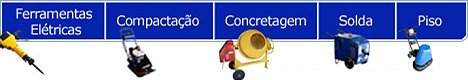 Ferramentas
Elétricas
Compactação
Concretagem
Solda
Piso